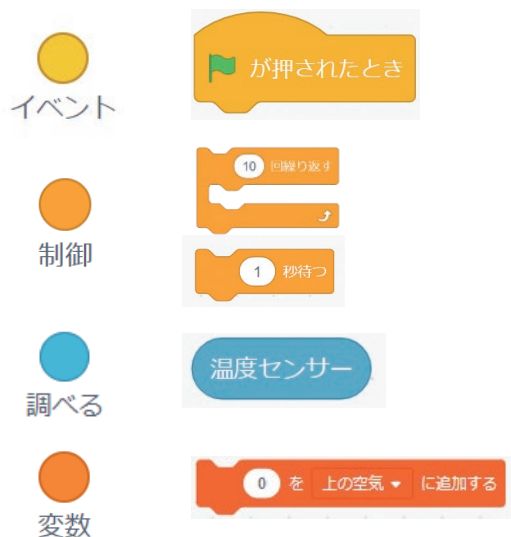 イベント
が押されたとき
制御
10 回繰り返す
1 秒待つ
調べる
温度センサー
変数
0 を 上の空気 に追加する